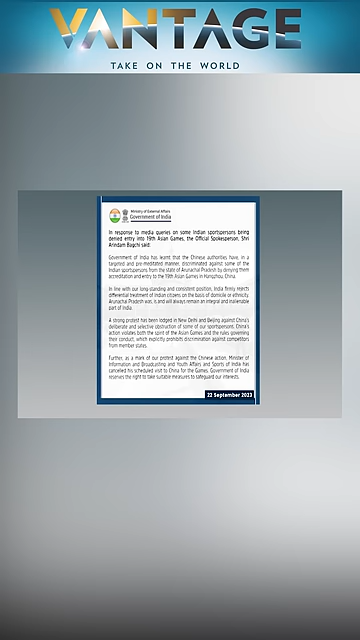 VANTAGE
TAKE ON THE WORLD
Ministry of External Affairs
Government of India
In response to media queries on some Indian sportspersons being
denied entry into 19th Asian Games, the Official Spokesperson, Shri
Arindam Bagchi said:
Government of India has learnt that the Chinese authorities have, in a
targeted and pre-meditated manner, discriminated against some of the
Indian sportspersons from the state of Arunachal Pradesh by denying them
accreditation and entry to the 19th Asian Games in Hangzhou, China.
In line with our long-standing and consistent position, India firmly rejects
differential treatment of Indian citizens on the basis of domicile or ethnicity.
Arunachal Pradesh was, is and will always remain an integral and inalienable
part of India.
A strong protest has been lodged in New Delhi and Beijing against China's
deliberate and selective obstruction of some of our sportspersons. China's
action violates both the spirit of the Asian Games and the rules governing
their conduct, which explicitly prohibits discrimination against competitors
from member states.
Further, as a mark of our protest against the Chinese action, Minister of
Information and Broadcasting and Youth Affairs and Sports of India has
cancelled his scheduled visit to China for the Games. Government of India
reserves the right to take suitable measures to safeguard our interests.
22 September 2023